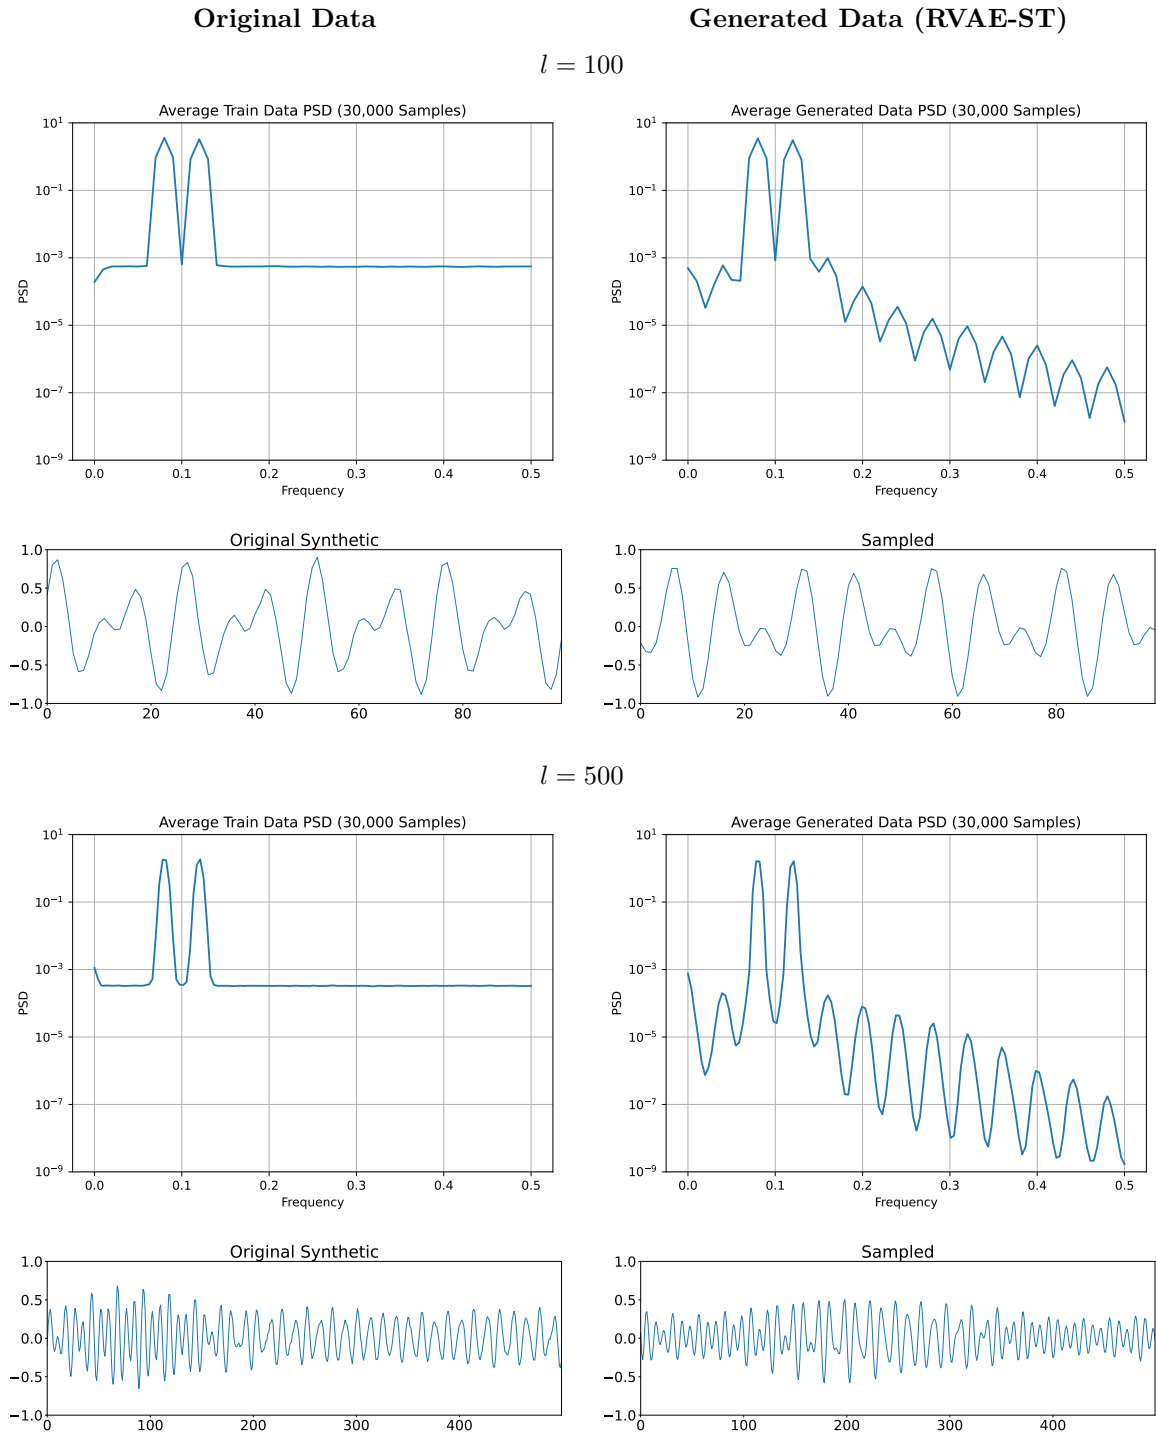 Original Data
Generated Data (RVAE-ST)
l = 100
Average Train Data PSD (30,000 Samples)
10^1
10^−1
10^−3
10^−5
10^−7
10^−9
PSD
0.0 0.1 0.2 0.3 0.4 0.5
Frequency
Average Generated Data PSD (30,000 Samples)
10^1
10^−1
10^−3
10^−5
10^−7
10^−9
PSD
0.0 0.1 0.2 0.3 0.4 0.5
Frequency
Original Synthetic
1.0
0.5
0.0
−0.5
−1.0
0 20 40 60 80
Sampled
1.0
0.5
0.0
−0.5
−1.0
0 20 40 60 80
l = 500
Average Train Data PSD (30,000 Samples)
10^1
10^−1
10^−3
10^−5
10^−7
10^−9
PSD
0.0 0.1 0.2 0.3 0.4 0.5
Frequency
Average Generated Data PSD (30,000 Samples)
10^1
10^−1
10^−3
10^−5
10^−7
10^−9
PSD
0.0 0.1 0.2 0.3 0.4 0.5
Frequency
Original Synthetic
1.0
0.5
0.0
−0.5
−1.0
0 100 200 300 400
Sampled
1.0
0.5
0.0
−0.5
−1.0
0 100 200 300 400